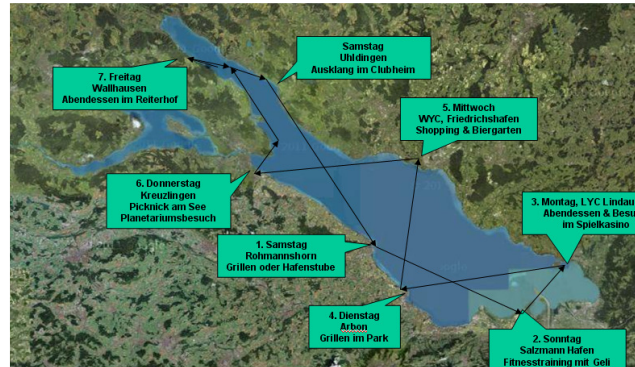 Samstag
Uhldingen
Ausklang im Clubheim
7. Freitag
Wallhausen
Abendessen im Reiterhof
5. Mittwoch
WYC, Friedrichshafen
Shopping & Biergarten
6. Donnerstag
Kreuzlingen
Picknick am See
Planetariumsbesuch
3. Montag, LYC Lindau
Abendessen & Besu
im Spielkasino
1. Samstag
Rohmannshorn
Grillen oder Hafenstube
4. Dienstag
Arbon
Grillen im Park
2. Sonntag
Salzmann Hafen
Fitnesstraining mit Geli